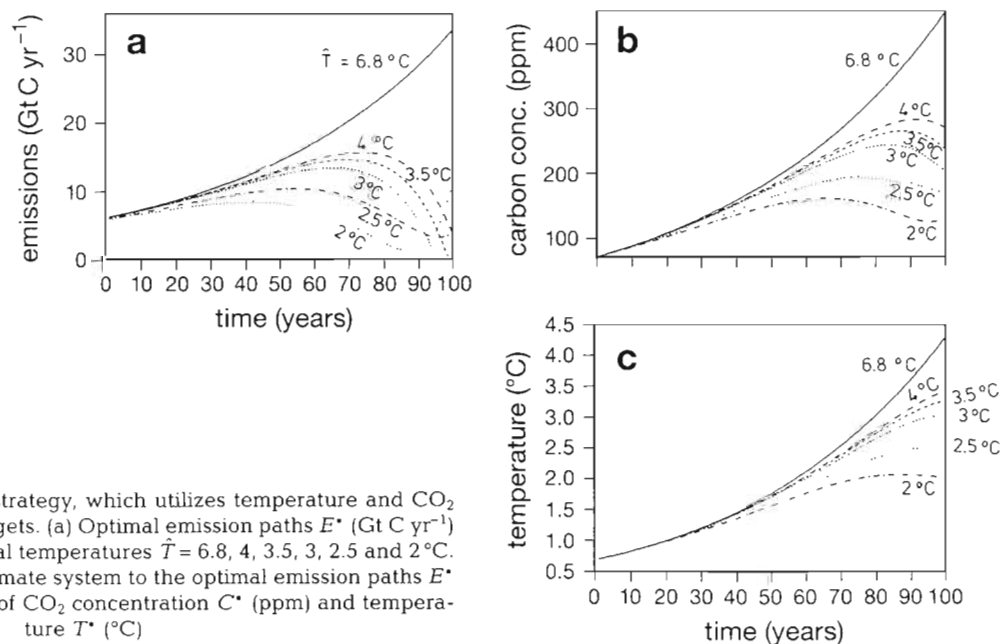 a
emissions (Gt C yr⁻¹)
30
20
10
0
T̂ = 6.8 °C
4 °C
3.5°C
3°C
2.5°C
2°C
0 10 20 30 40 50 60 70 80 90 100
time (years)
b
carbon conc. (ppm)
400
300
200
100
6.8 °C
4°C
3.5°C
3°C
2.5°C
2°C
c
temperature (°C)
4.5
4.0
3.5
3.0
2.5
2.0
1.5
1.0
0.5
6.8 °C
4°C
3.5°C
3°C
2.5°C
2°C
0 10 20 30 40 50 60 70 80 90 100
time (years)
strategy, which utilizes temperature and CO₂
gets. (a) Optimal emission paths E* (Gt C yr⁻¹)
al temperatures T̂ = 6.8, 4, 3.5, 3, 2.5 and 2°C.
mate system to the optimal emission paths E*
of CO₂ concentration C* (ppm) and tempera-
ture T* (°C)